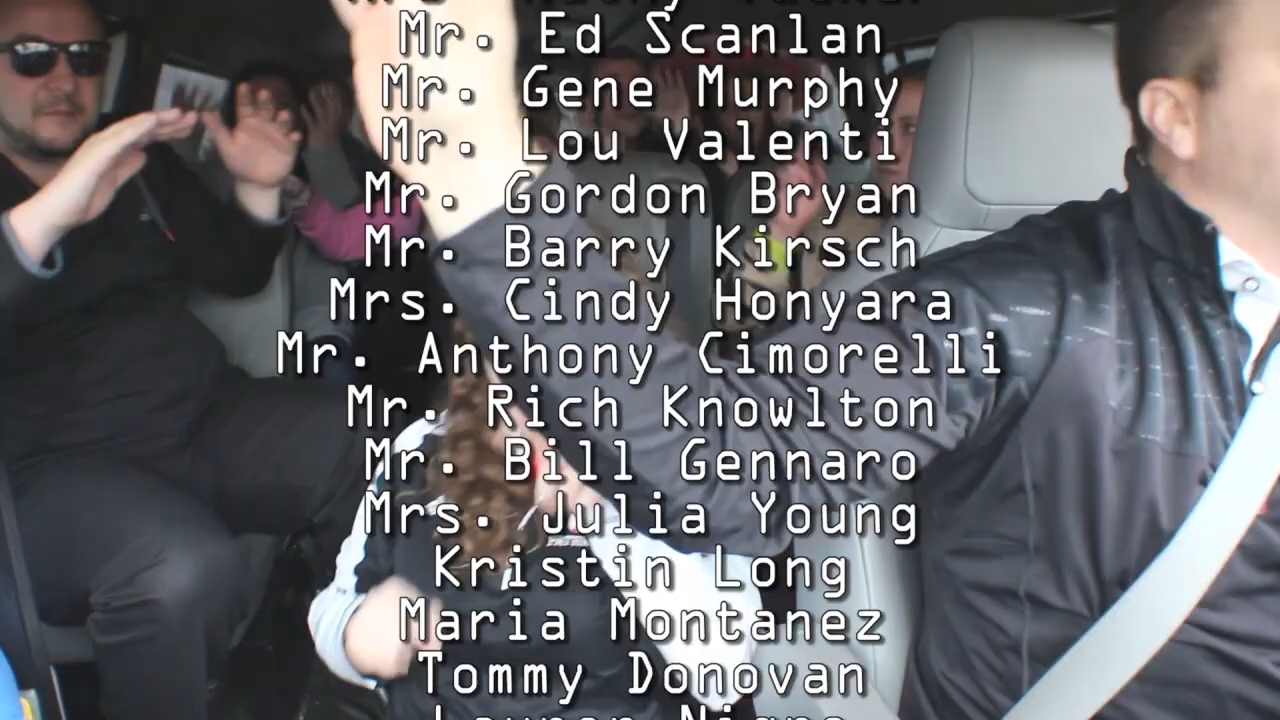 Mr. Ed Scanlan
Mr. Gene Murphy
Mr. Lou Valenti
Mr. Gordon Bryan
Mr. Barry Kirsch
Mrs. Cindy Honyara
Mr. Anthony Cimorelli
Mr. Rich Knowlton
Mr. Bill Gennaro
Mrs. Julia Young
Kristin Long
Maria Montanez
Tommy Donovan